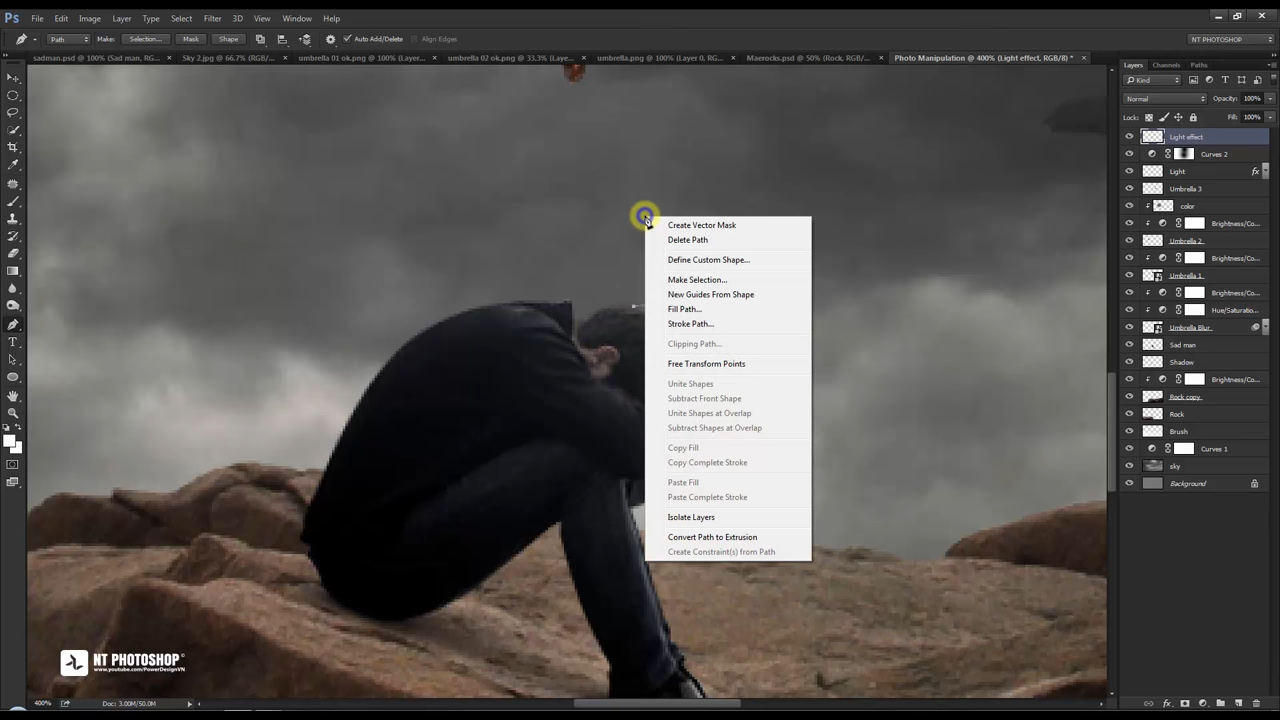 Ps File Edit Image Layer Type Select Filter 3D View Window Help
Path Make: Selection... Mask Shape Auto Add/Delete Align Edges NT PHOTOSHOP
sadman.psd @ 100% (Sad man, RG... × Sky 2.jpg @ 66.7% (RGB/... × umbrella 01 ok.png @ 100% (Layer... × umbrella 02 ok.png @ 33.3% (Laye... × umbrella.png @ 100% (Layer 0, RG... × Maerocks.psd @ 50% (Rock, RGB/... × Photo Manipulation @ 400% (Light effect, RGB/8) * ×
Layers Channels Paths
Kind
Normal Opacity: 100%
Lock: Fill: 100%
Light effect
Curves 2
Light fx
Umbrella 3
color
Brightness/Co...
Umbrella 2
Brightness/Co...
Umbrella 1
Brightness/Co...
Hue/Saturatio...
Umbrella Blur
Sad man
Shadow
Brightness/Co...
Rock copy
Rock
Brush
Curves 1
sky
Background
Create Vector Mask
Delete Path
Define Custom Shape...
Make Selection...
New Guides From Shape
Fill Path...
Stroke Path...
Clipping Path...
Free Transform Points
Unite Shapes
Subtract Front Shape
Unite Shapes at Overlap
Subtract Shapes at Overlap
Copy Fill
Copy Complete Stroke
Paste Fill
Paste Complete Stroke
Isolate Layers
Convert Path to Extrusion
Create Constraint(s) from Path
NT PHOTOSHOP
www.youtube.com/PowerDesignVN
400% Doc: 3.00M/50.0M